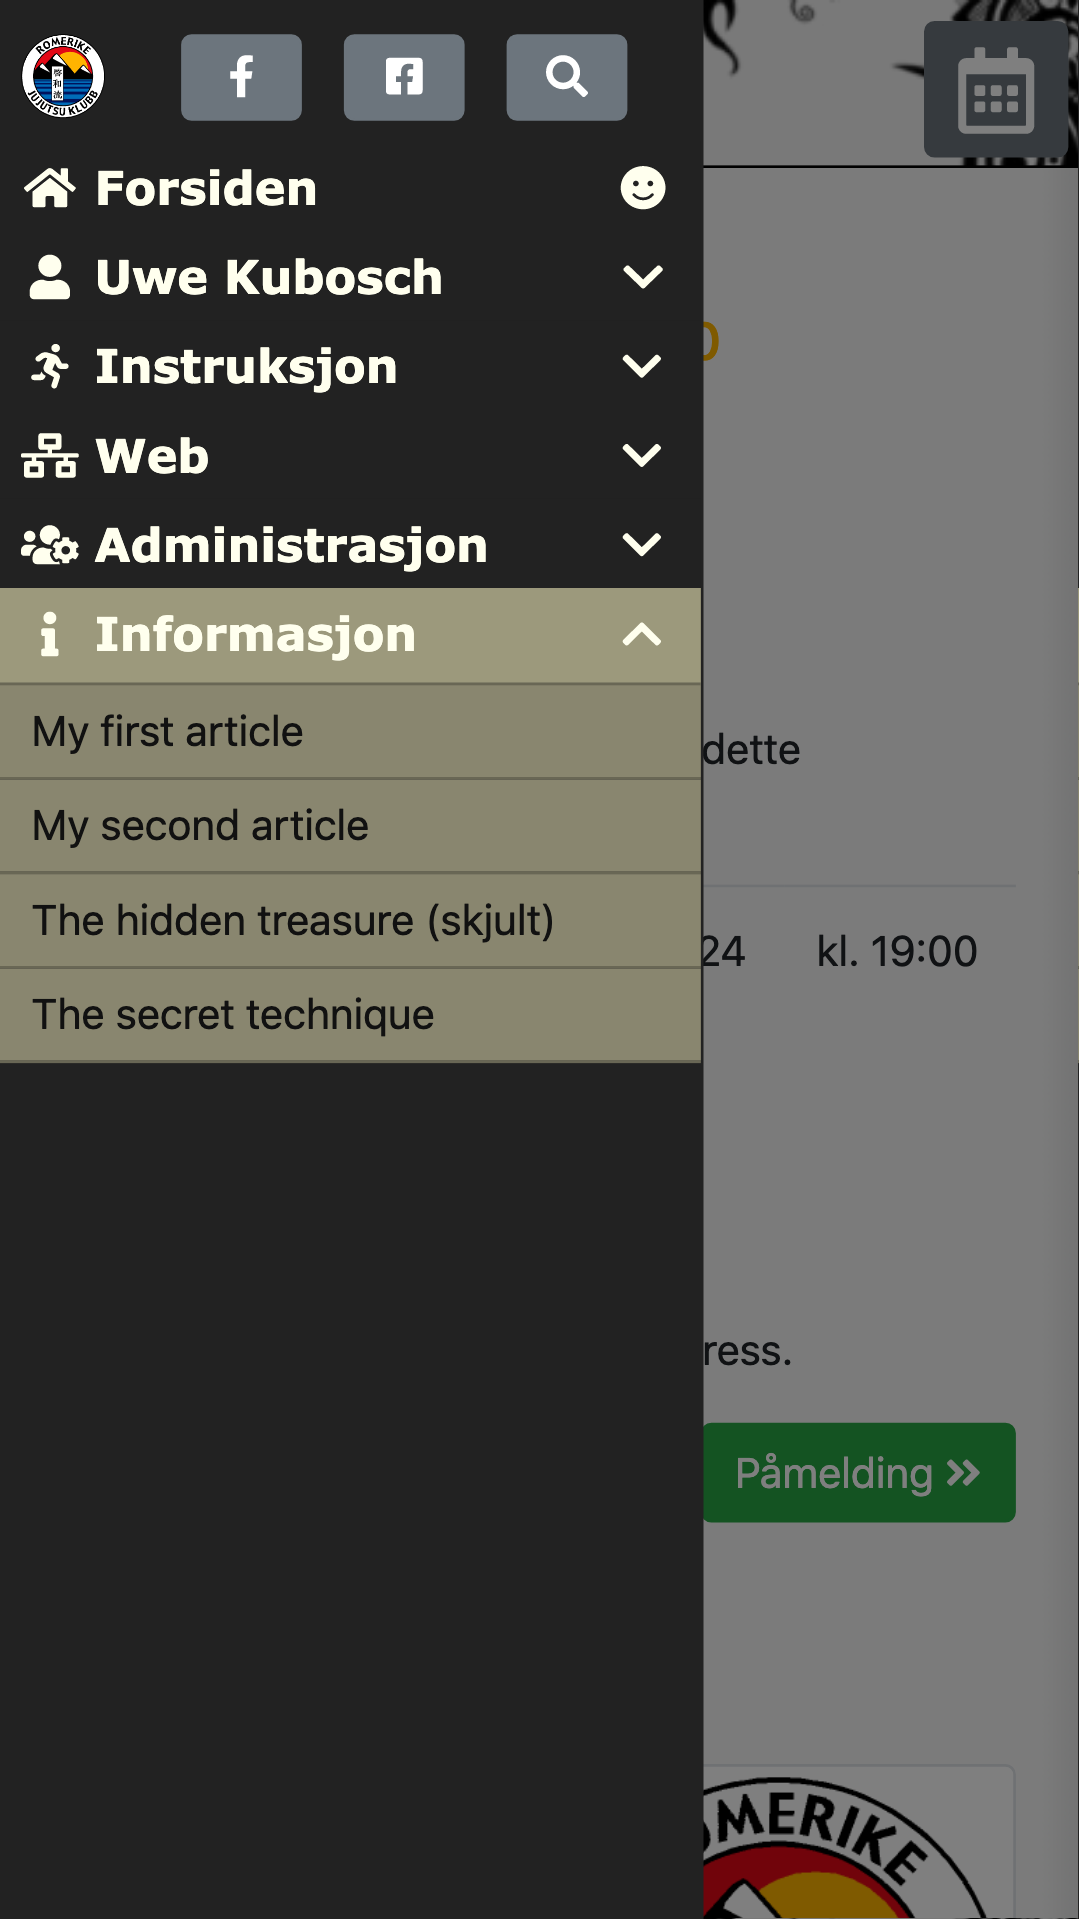 ROMERIKE
JUJUTSU KLUBB
Forsiden
Uwe Kubosch
Instruksjon
Web
Administrasjon
Informasjon
My first article
My second article
The hidden treasure (skjult)
The secret technique
dette
24 kl. 19:00
ress.
Påmelding
ROMERIKE